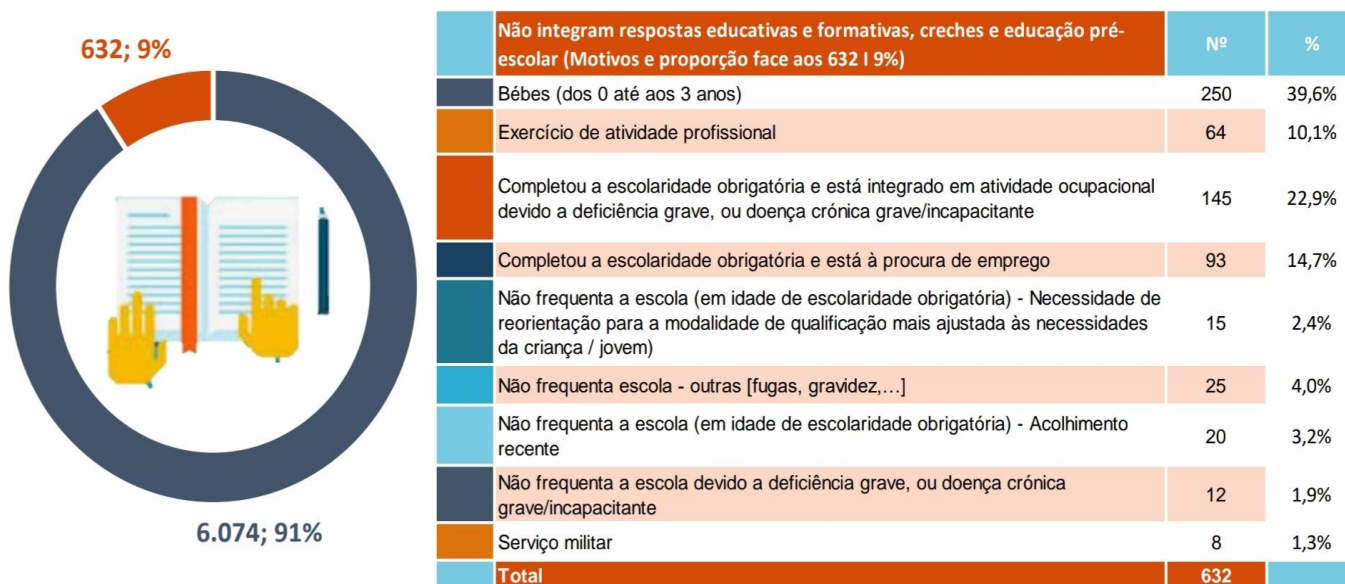 632; 9%
6.074; 91%
Não integram respostas educativas e formativas, creches e educação pré-
escolar (Motivos e proporção face aos 632 I 9%)
Nº
%
Bébes (dos 0 até aos 3 anos)
250
39,6%
Exercício de atividade profissional
64
10,1%
Completou a escolaridade obrigatória e está integrado em atividade ocupacional
devido a deficiência grave, ou doença crónica grave/incapacitante
145
22,9%
Completou a escolaridade obrigatória e está à procura de emprego
93
14,7%
Não frequenta a escola (em idade de escolaridade obrigatória) - Necessidade de
reorientação para a modalidade de qualificação mais ajustada às necessidades
da criança / jovem)
15
2,4%
Não frequenta escola - outras [fugas, gravidez,…]
25
4,0%
Não frequenta a escola (em idade de escolaridade obrigatória) - Acolhimento
recente
20
3,2%
Não frequenta a escola devido a deficiência grave, ou doença crónica
grave/incapacitante
12
1,9%
Serviço militar
8
1,3%
Total
632